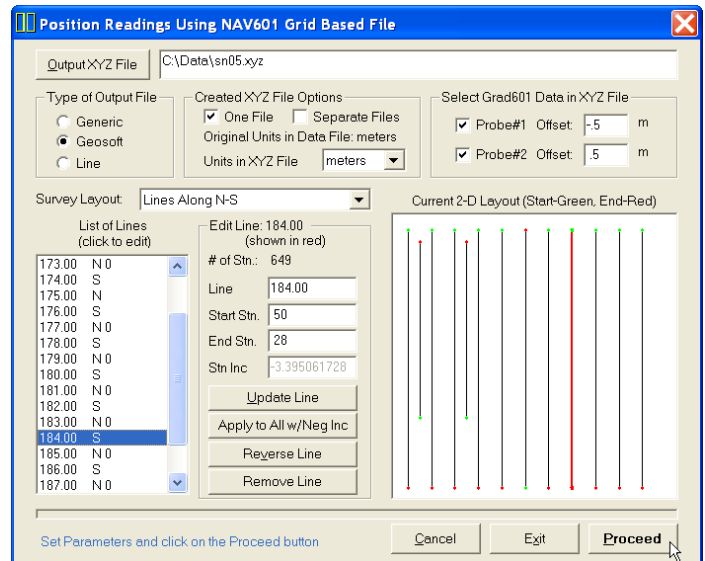 Position Readings Using NAV601 Grid Based File
Output XYZ File C:\Data\sn05.xyz
Type of Output File
Generic
Geosoft
Line
Created XYZ File Options
One File Separate Files
Original Units in Data File: meters
Units in XYZ File meters
Select Grad601 Data in XYZ File
Probe#1 Offset: -.5 m
Probe#2 Offset: .5 m
Survey Layout: Lines Along N-S
List of Lines
(click to edit)
173.00 N 0
174.00 S
175.00 N
176.00 S
177.00 N 0
178.00 S
179.00 N 0
180.00 S
181.00 N 0
182.00 S
183.00 N 0
184.00 S
185.00 N 0
186.00 S
187.00 N 0
Edit Line: 184.00
(shown in red)
# of Stn.: 649
Line 184.00
Start Stn. 50
End Stn. 28
Stn Inc -3.395061728
Update Line
Apply to All w/Neg Inc
Reverse Line
Remove Line
Current 2-D Layout (Start-Green, End-Red)
Set Parameters and click on the Proceed button
Cancel Exit Proceed